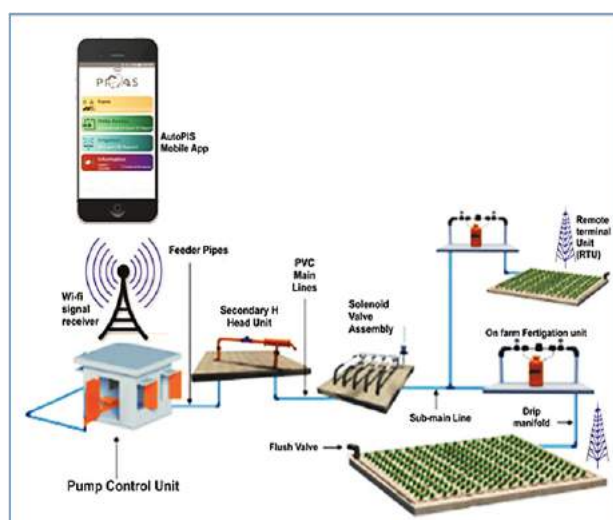 AutoPIS
Mobile App
Information
Feeder Pipes
Wi-fi
signal
receiver
Secondary H
Head Unit
PVC
Main
Lines
Solenoid
Valve
Assembly
Remote
terminal
Unit
(RTU)
On farm Fertigation unit
Sub-main Line
Drip
manifold
Flush Valve
Pump Control Unit